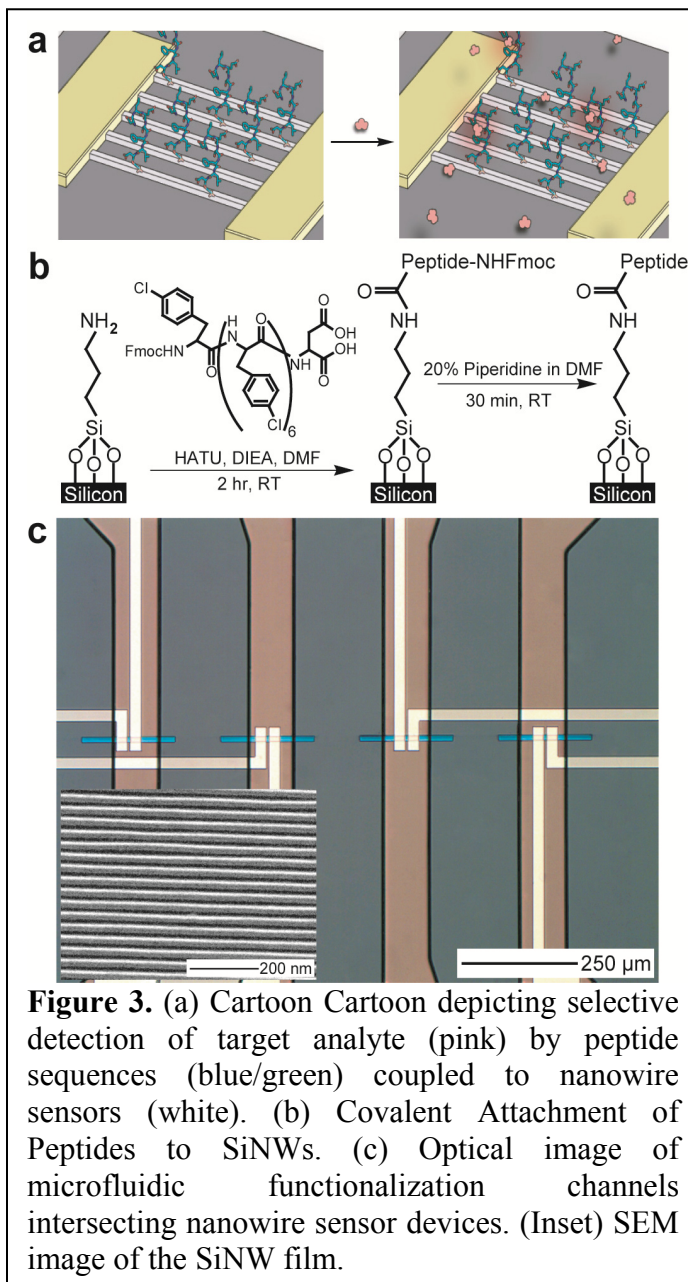 a
b
Cl
NH2
FmocHN
O
H
N
O
O
OH
N
H
OH
O
Cl
6
Si
O O O
Silicon
HATU, DIEA, DMF
2 hr, RT
Peptide-NHFmoc
O
NH
Si
O O O
Silicon
20% Piperidine in DMF
30 min, RT
Peptide
O
NH
Si
O O O
Silicon
c
200 nm
250 µm
Figure 3. (a) Cartoon Cartoon depicting selective
detection of target analyte (pink) by peptide
sequences (blue/green) coupled to nanowire
sensors (white). (b) Covalent Attachment of
Peptides to SiNWs. (c) Optical image of
microfluidic functionalization channels
intersecting nanowire sensor devices. (Inset) SEM
image of the SiNW film.